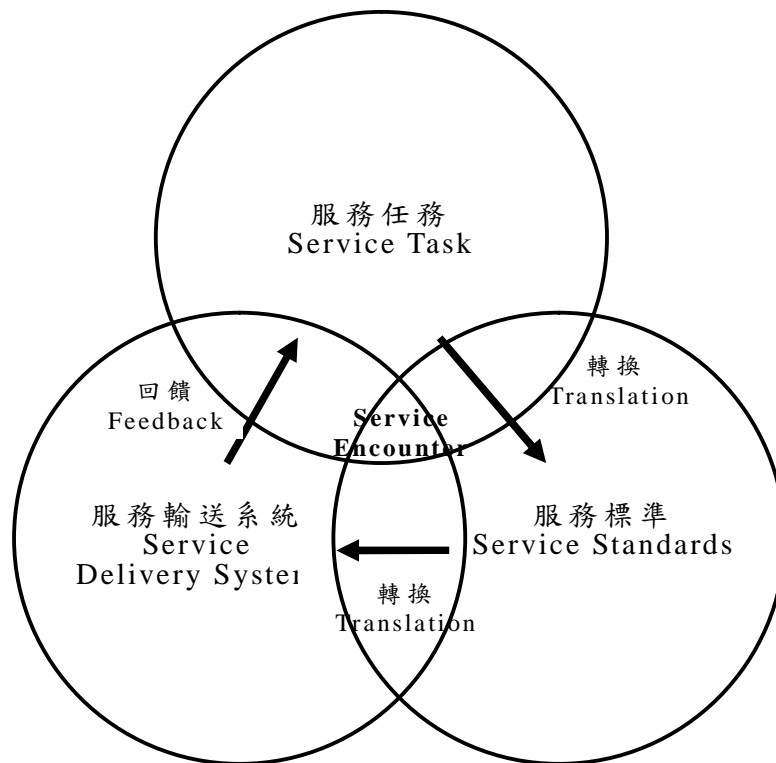 服務任務
Service Task
轉換
Translation
回饋
Feedback
Service
Encounter
服務輸送系統
Service
Delivery System
服務標準
Service Standards
轉換
Translation